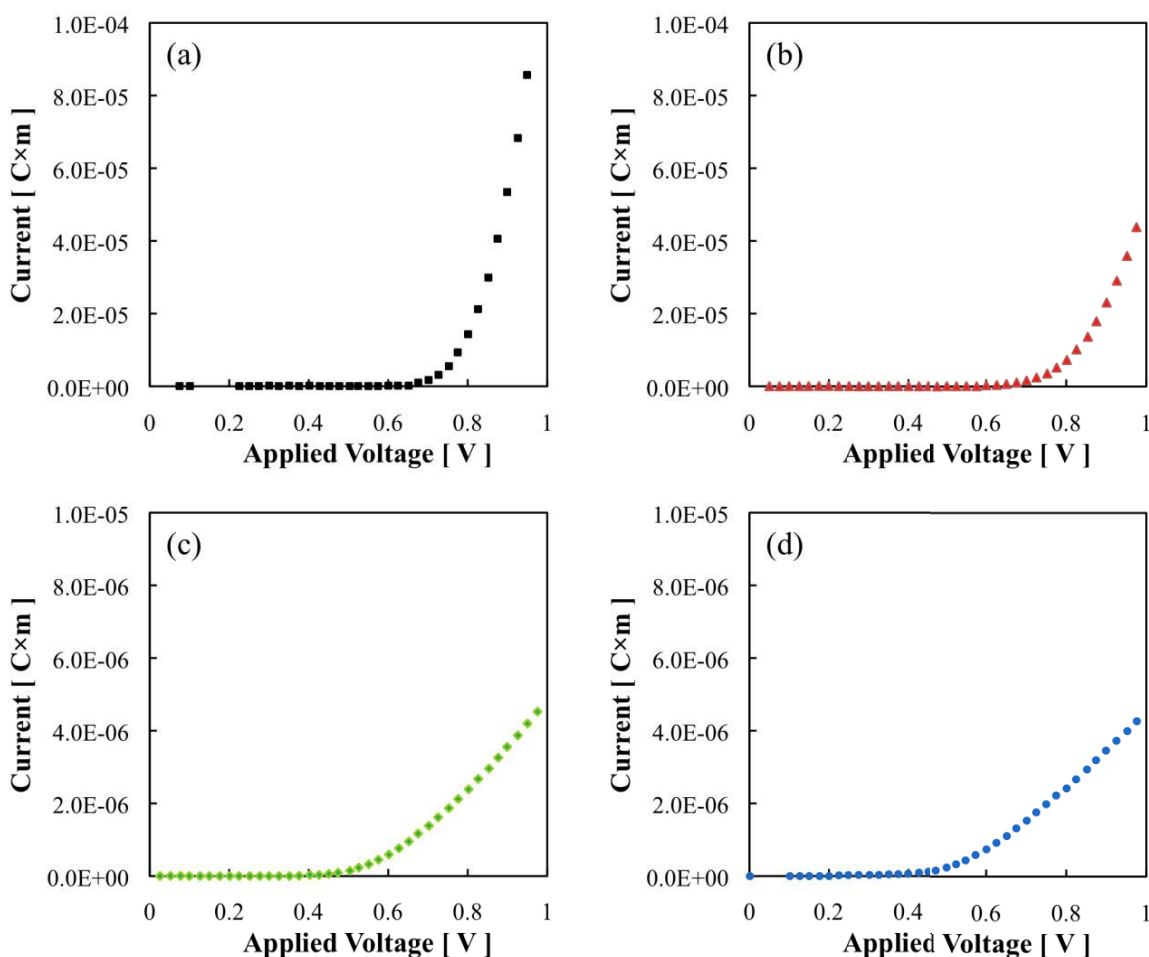 (a)
Current [ C×m ]
1.0E-04
8.0E-05
6.0E-05
4.0E-05
2.0E-05
0.0E+00
0 0.2 0.4 0.6 0.8 1
Applied Voltage [ V ]
(b)
Current [ C×m ]
1.0E-04
8.0E-05
6.0E-05
4.0E-05
2.0E-05
0.0E+00
0 0.2 0.4 0.6 0.8 1
Applied Voltage [ V ]
(c)
Current [ C×m ]
1.0E-05
8.0E-06
6.0E-06
4.0E-06
2.0E-06
0.0E+00
0 0.2 0.4 0.6 0.8 1
Applied Voltage [ V ]
(d)
Current [ C×m ]
1.0E-05
8.0E-06
6.0E-06
4.0E-06
2.0E-06
0.0E+00
0 0.2 0.4 0.6 0.8 1
Applied Voltage [ V ]